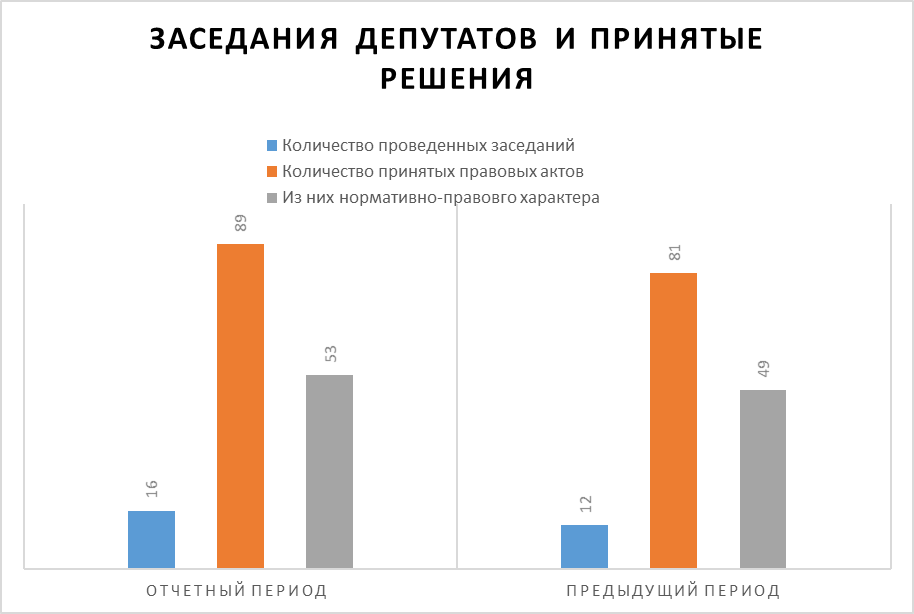 ЗАСЕДАНИЯ ДЕПУТАТОВ И ПРИНЯТЫЕ
РЕШЕНИЯ
Количество проведенных заседаний
Количество принятых правовых актов
Из них нормативно-правовго характера
16
89
53
12
81
49
ОТЧЕТНЫЙ ПЕРИОД
ПРЕДЫДУЩИЙ ПЕРИОД